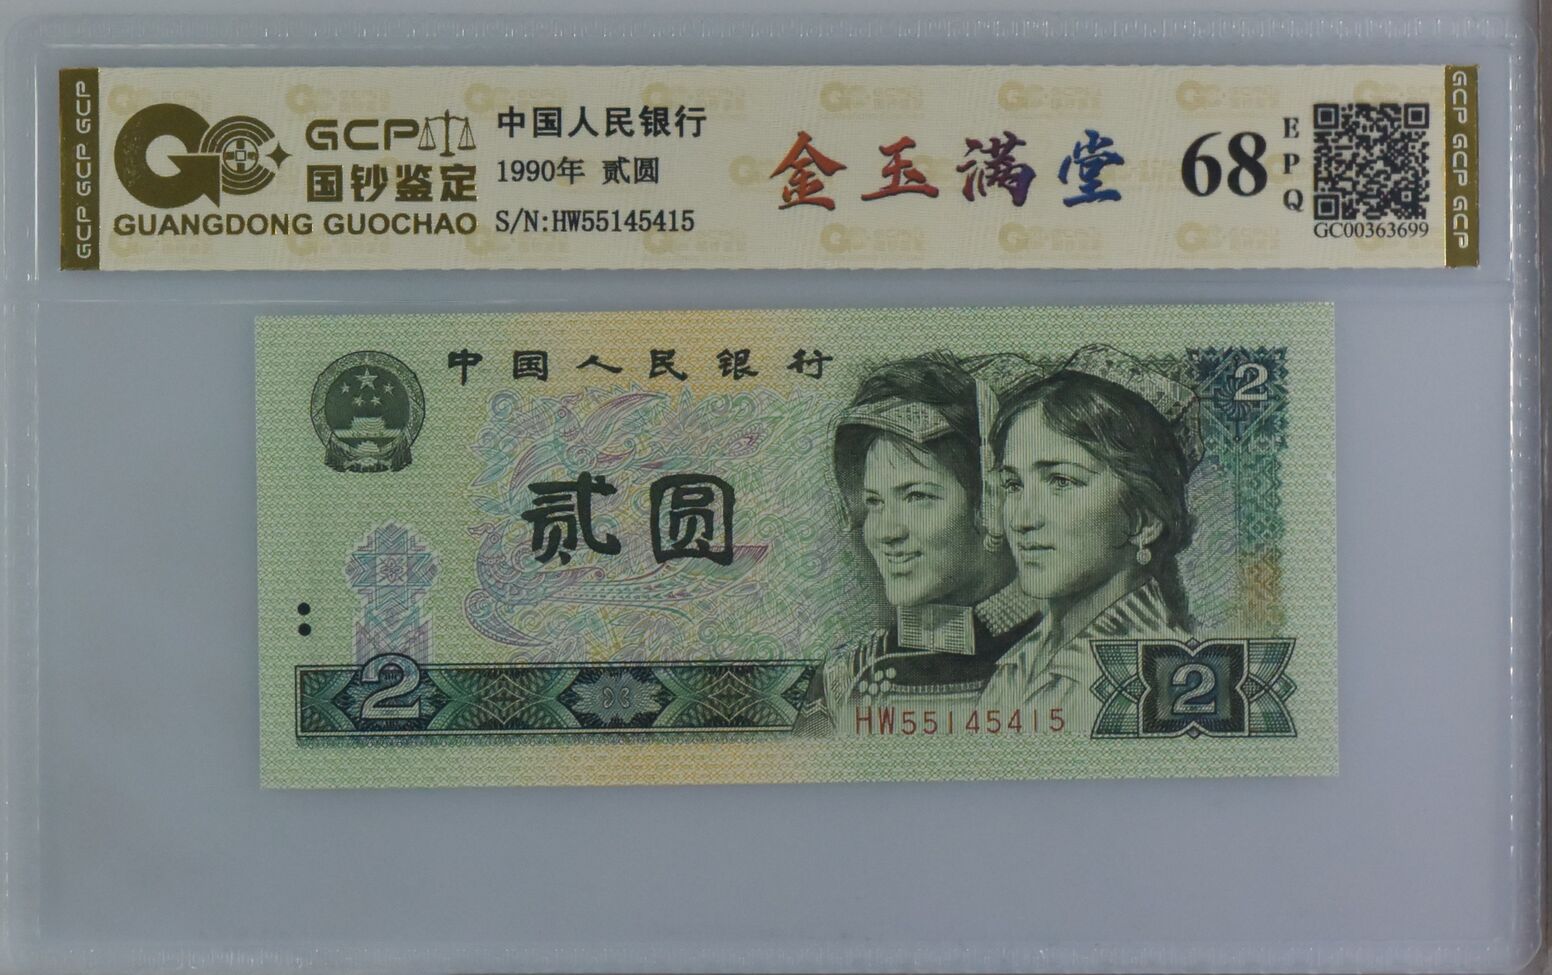 GCP GCP GCP
GCP
国钞鉴定
GUANGDONG GUOCHAO
中国人民银行
1990年 贰圆
S/N:HW55145415
金玉满堂
68
EPQ
GC00363699
GCP GCP GCP
中国人民银行
2
贰圆
2
2
HW55145415